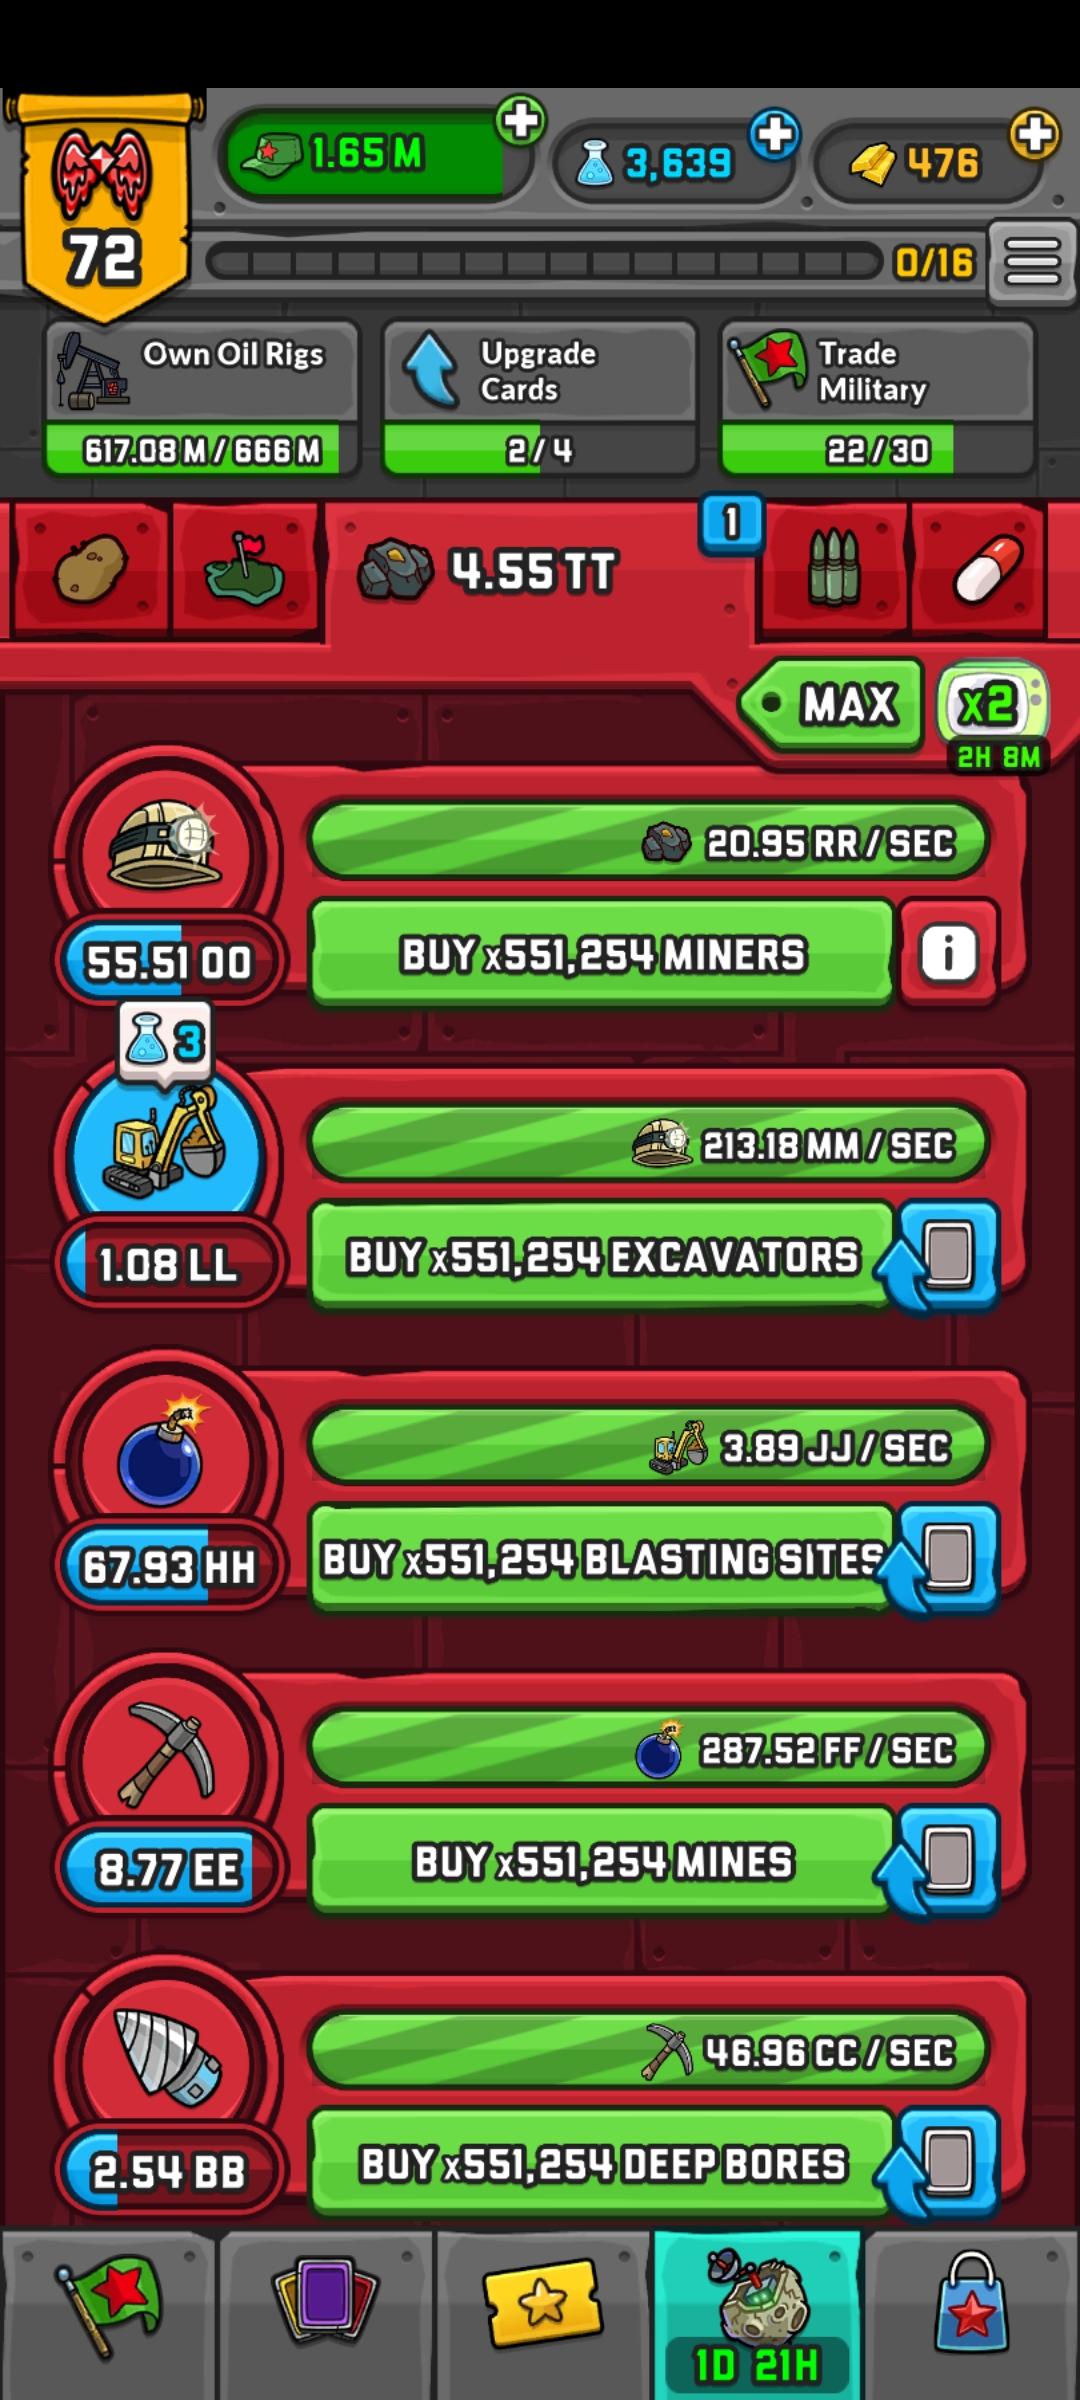 1.65 M
3,639
476
72
0/16
Own Oil Rigs
617.08 M / 666 M
Upgrade
Cards
2 / 4
Trade
Military
22 / 30
4.55 TT
1
MAX
x2
2H 8M
20.95 RR / SEC
55.51 OO
BUY x551,254 MINERS
i
3
213.18 MM / SEC
1.08 LL
BUY x551,254 EXCAVATORS
3.89 JJ / SEC
67.93 HH
BUY x551,254 BLASTING SITES
287.52 FF / SEC
8.77 EE
BUY x551,254 MINES
46.96 CC / SEC
2.54 BB
BUY x551,254 DEEP BORES
1D 21H